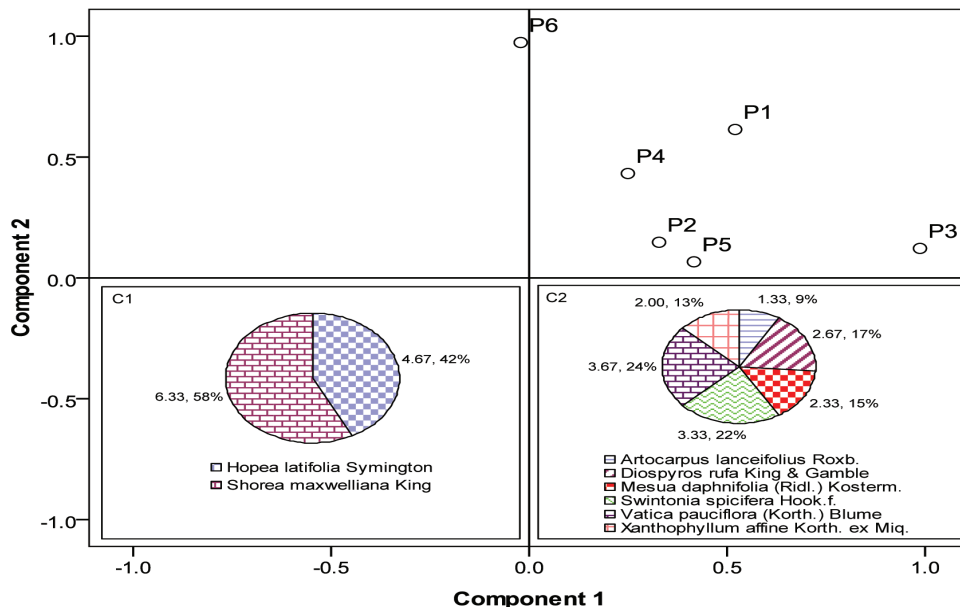 1.0
0.5
0.0
-0.5
-1.0
Component 2
P6
P1
P4
P2
P5
P3
C1
4.67, 42%
6.33, 58%
Hopea latifolia Symington
Shorea maxwelliana King
C2
2.00, 13%
1.33, 9%
2.67, 17%
3.67, 24%
2.33, 15%
3.33, 22%
Artocarpus lanceifolius Roxb.
Diospyros rufa King & Gamble
Mesua daphnifolia (Ridl.) Kosterm.
Swintonia spicifera Hook.f.
Vatica pauciflora (Korth.) Blume
Xanthophyllum affine Korth. ex Miq.
-1.0 -0.5 0.0 0.5 1.0
Component 1